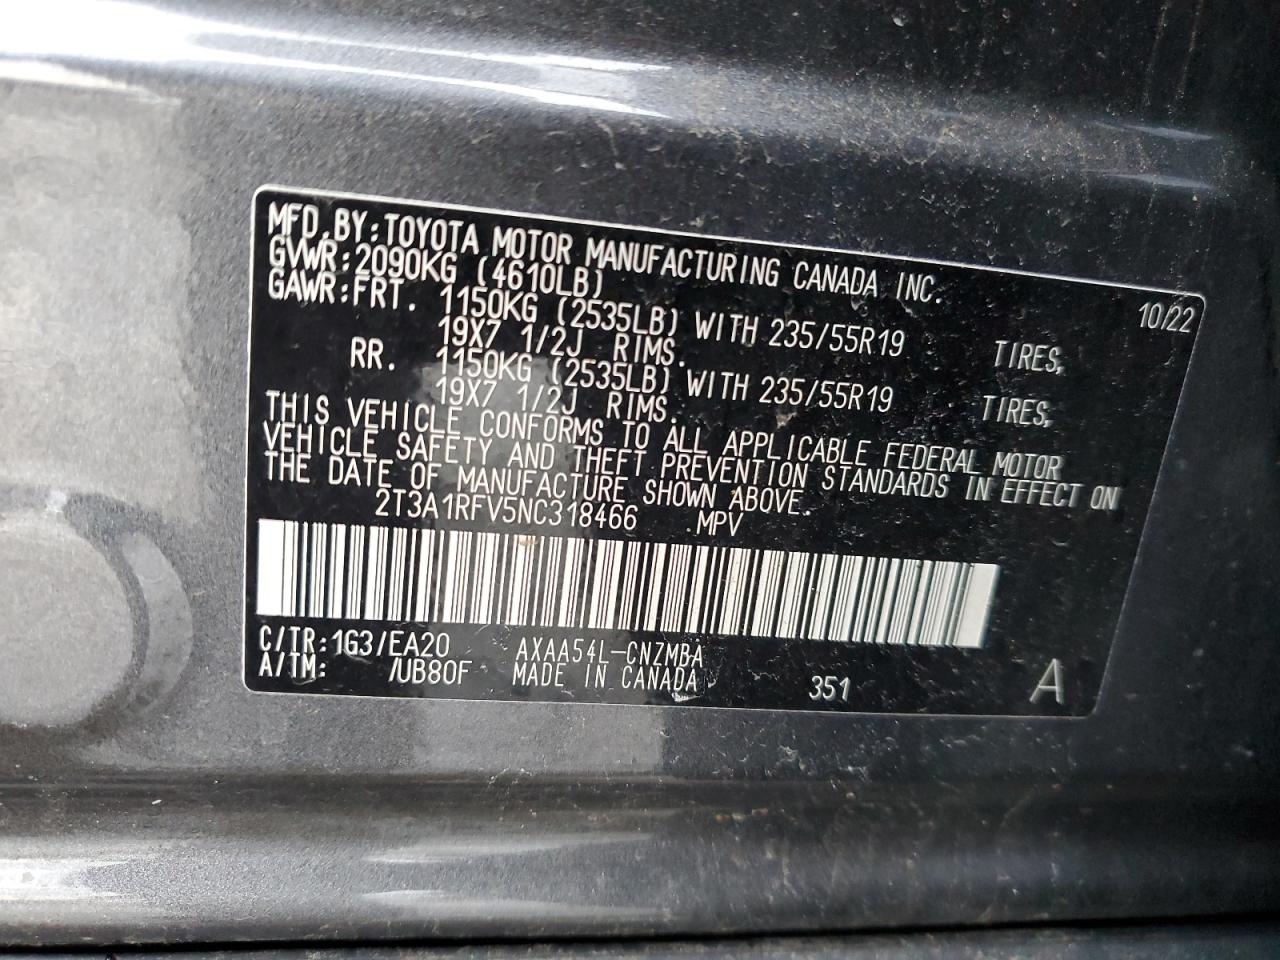 MFD. BY: TOYOTA MOTOR MANUFACTURING CANADA INC.
10/22
GVWR: 2090KG (4610LB)
GAWR: FRT. 1150KG (2535LB) WITH 235/55R19 TIRES,
19X7 1/2J RIMS.
RR. 1150KG (2535LB) WITH 235/55R19 TIRES,
19X7 1/2J RIMS.
THIS VEHICLE CONFORMS TO ALL APPLICABLE FEDERAL MOTOR
VEHICLE SAFETY AND THEFT PREVENTION STANDARDS IN EFFECT ON
THE DATE OF MANUFACTURE SHOWN ABOVE.
2T3A1RFV5NC318466 MPV
C/TR: 1G3/EA20 AXAA54L-CNZMBA
A/TM: /UB80F MADE IN CANADA 351 A